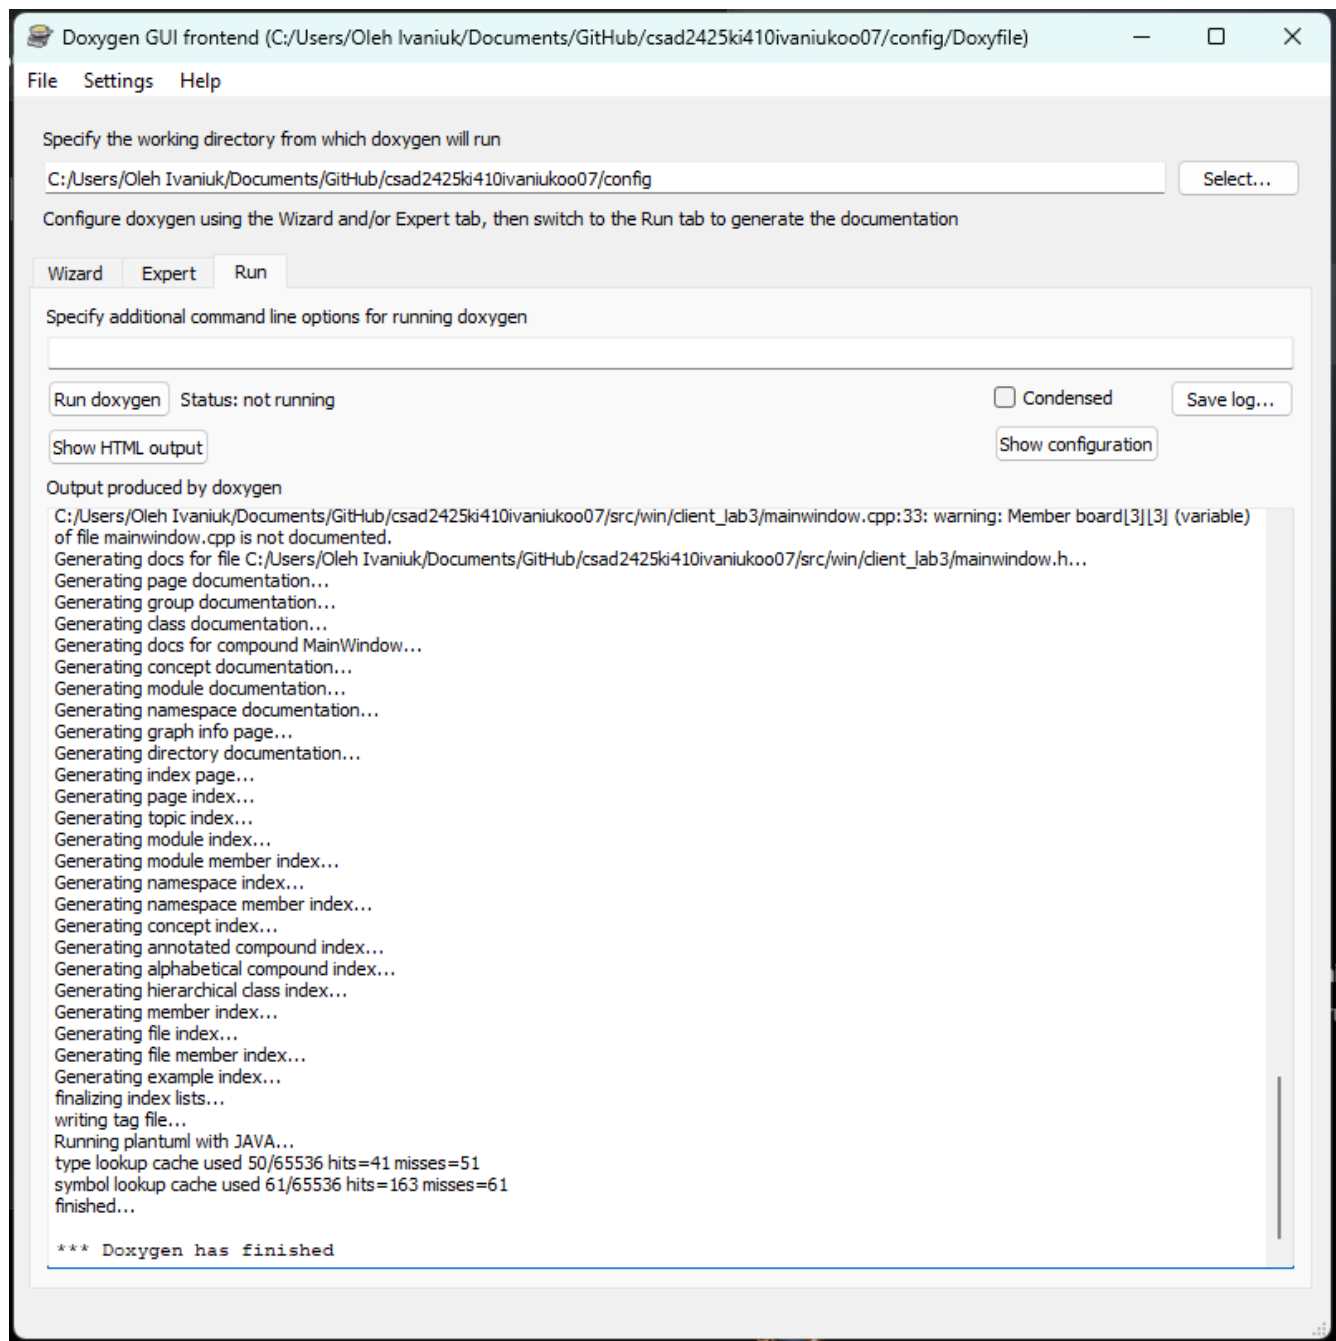 Doxygen GUI frontend (C:/Users/Oleh Ivaniuk/Documents/GitHub/csad2425ki410ivaniukoo07/config/Doxyfile)
File Settings Help
Specify the working directory from which doxygen will run
C:/Users/Oleh Ivaniuk/Documents/GitHub/csad2425ki410ivaniukoo07/config
Select...
Configure doxygen using the Wizard and/or Expert tab, then switch to the Run tab to generate the documentation
Wizard Expert Run
Specify additional command line options for running doxygen
Run doxygen Status: not running Condensed Save log...
Show HTML output Show configuration
Output produced by doxygen
C:/Users/Oleh Ivaniuk/Documents/GitHub/csad2425ki410ivaniukoo07/src/win/client_lab3/mainwindow.cpp:33: warning: Member board[3][3] (variable)
of file mainwindow.cpp is not documented.
Generating docs for file C:/Users/Oleh Ivaniuk/Documents/GitHub/csad2425ki410ivaniukoo07/src/win/client_lab3/mainwindow.h...
Generating page documentation...
Generating group documentation...
Generating class documentation...
Generating docs for compound MainWindow...
Generating concept documentation...
Generating module documentation...
Generating namespace documentation...
Generating graph info page...
Generating directory documentation...
Generating index page...
Generating page index...
Generating topic index...
Generating module index...
Generating module member index...
Generating namespace index...
Generating namespace member index...
Generating concept index...
Generating annotated compound index...
Generating alphabetical compound index...
Generating hierarchical class index...
Generating member index...
Generating file index...
Generating file member index...
Generating example index...
finalizing index lists...
writing tag file...
Running plantuml with JAVA...
type lookup cache used 50/65536 hits=41 misses=51
symbol lookup cache used 61/65536 hits=163 misses=61
finished...
*** Doxygen has finished